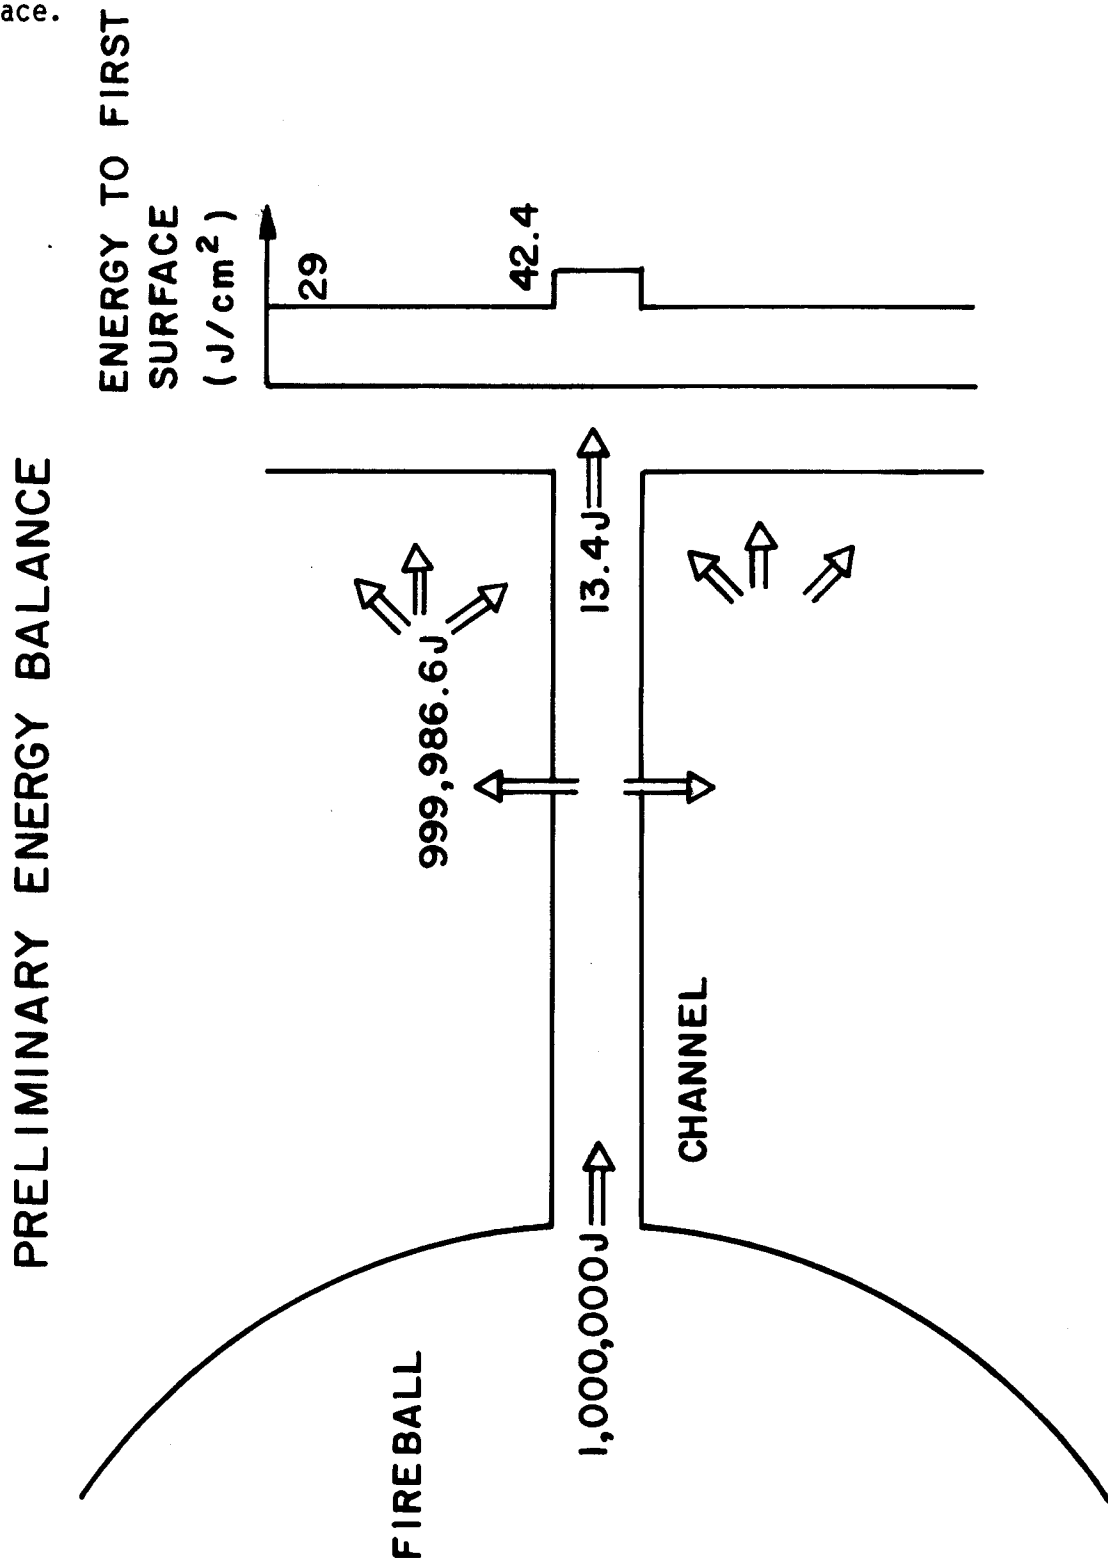 ace.
PRELIMINARY ENERGY BALANCE
ENERGY TO FIRST
SURFACE
(J/cm²)
29
42.4
999,986.6J
13.4J
1,000,000J
CHANNEL
FIREBALL